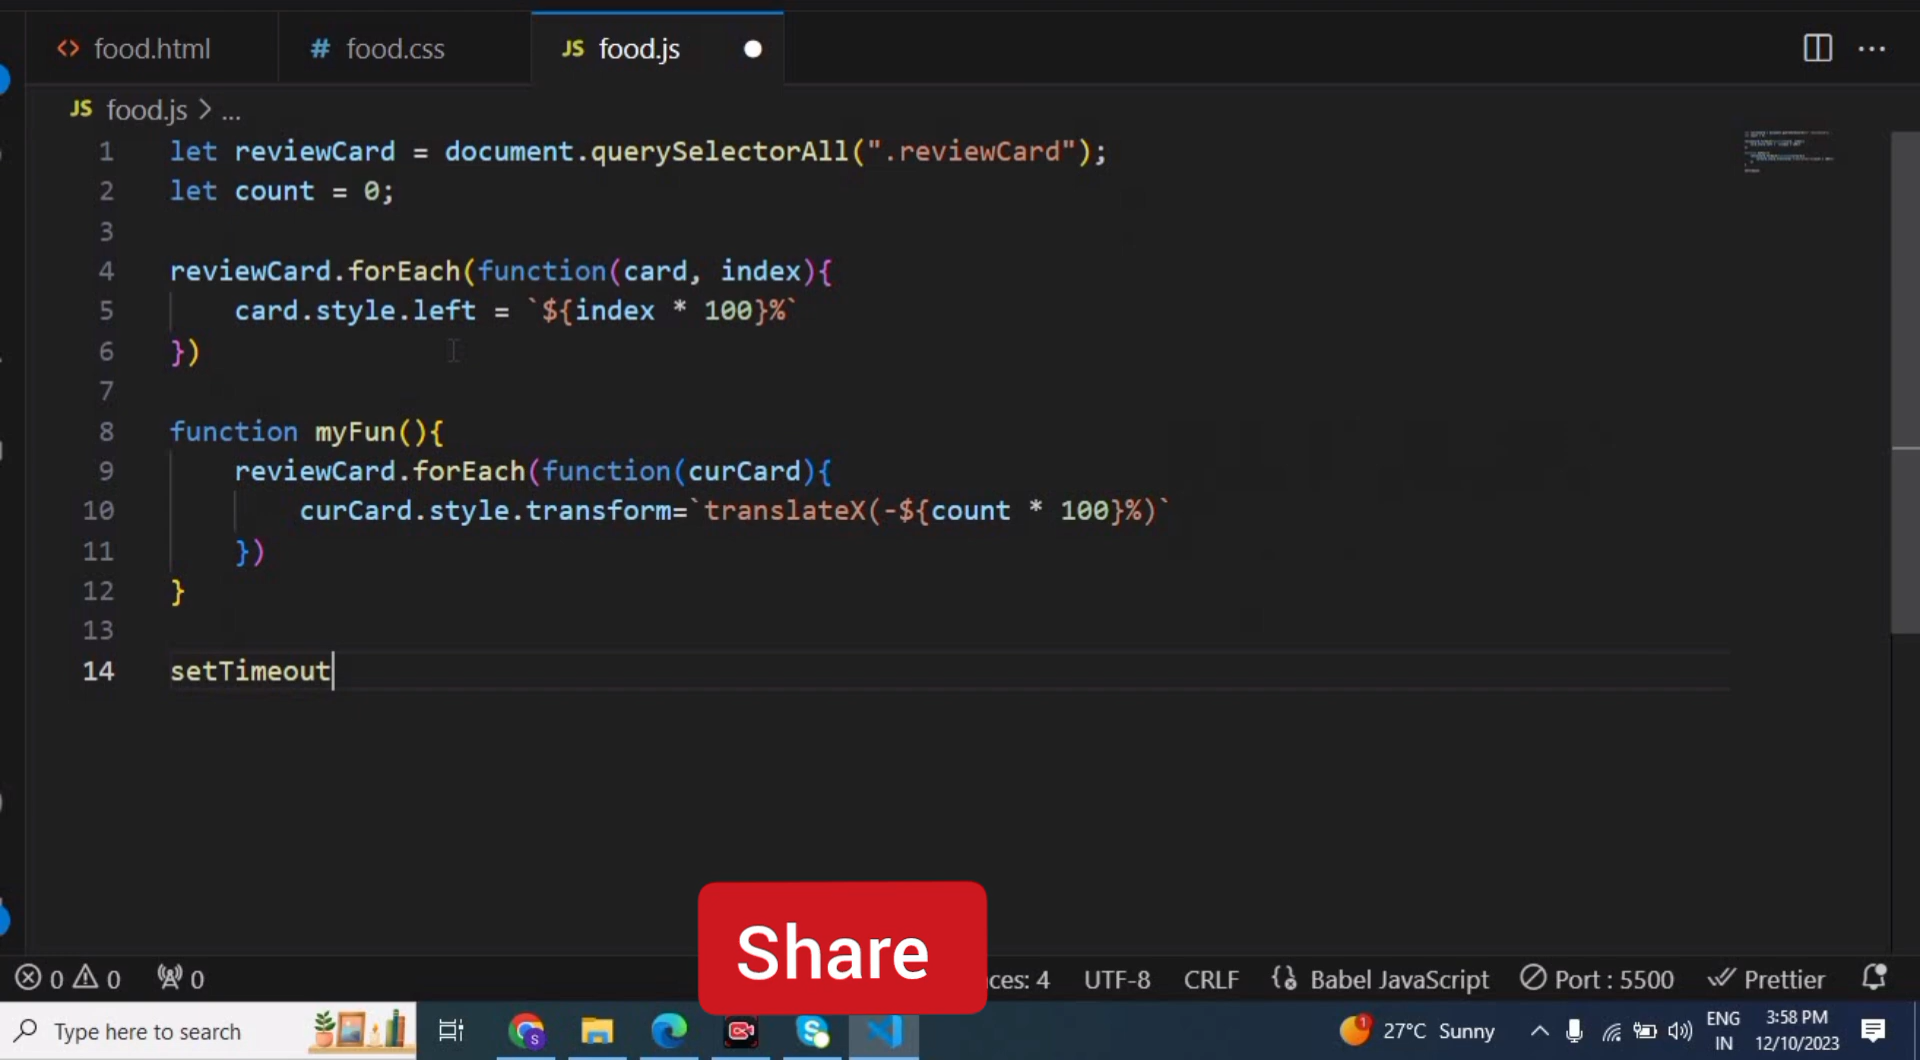 <> food.html
# food.css
JS food.js
JS food.js > ...
1 let reviewCard = document.querySelectorAll(".reviewCard");
2 let count = 0;
3
4 reviewCard.forEach(function(card, index){
5 card.style.left = `${index * 100}%`
6 })
7
8 function myFun(){
9 reviewCard.forEach(function(curCard){
10 curCard.style.transform=`translateX(-${count * 100}%)`
11 })
12 }
13
14 setTimeout
Share
0 0 0 ces: 4 UTF-8 CRLF Babel JavaScript Port : 5500 Prettier
Type here to search
27°C Sunny
ENG
IN
3:58 PM
12/10/2023